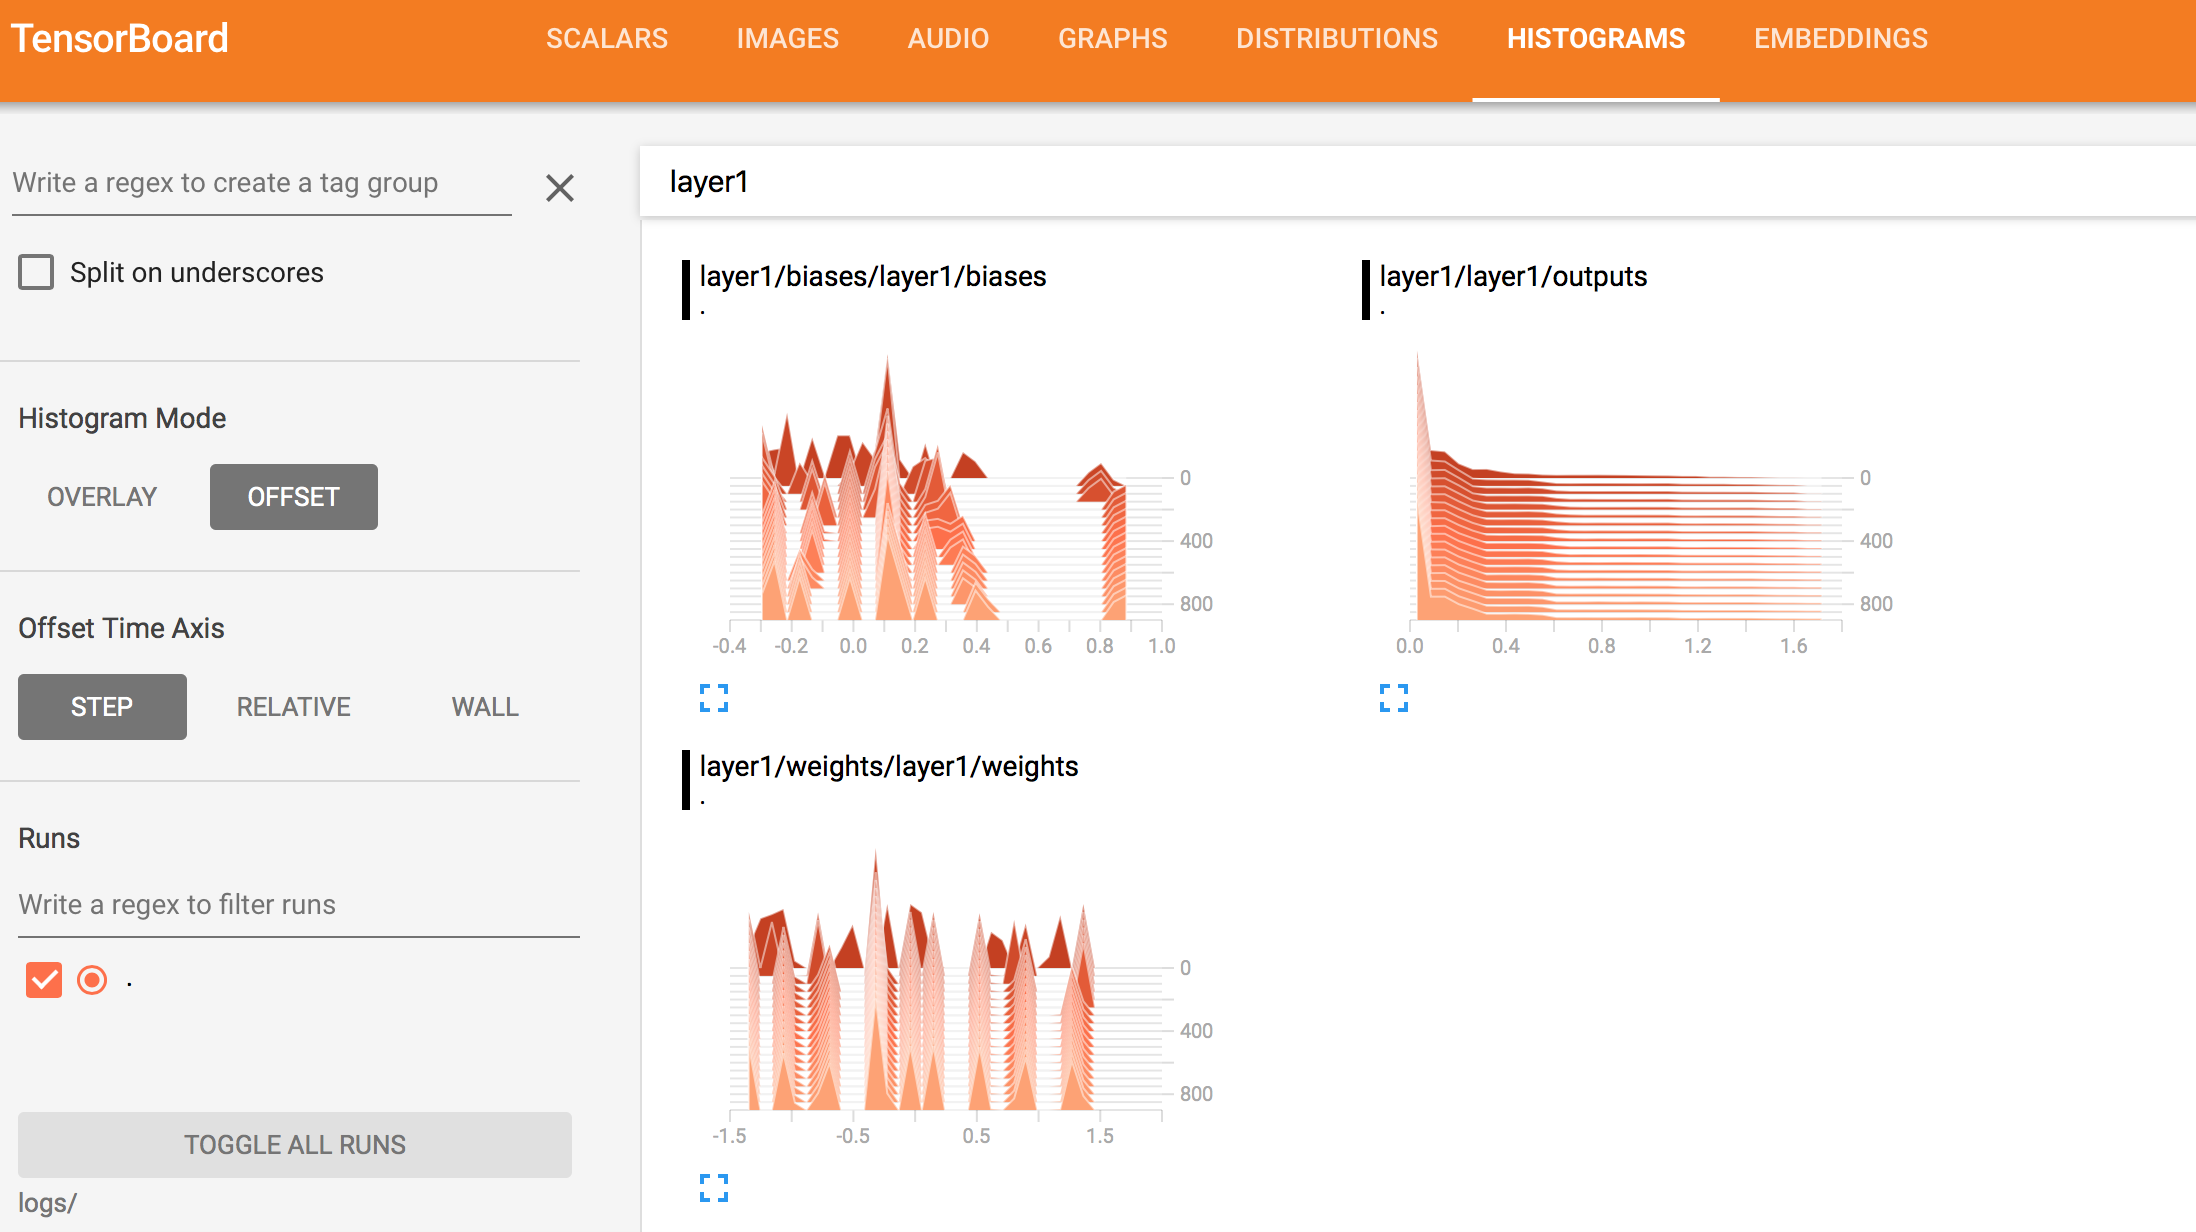 TensorBoard
SCALARS IMAGES AUDIO GRAPHS DISTRIBUTIONS HISTOGRAMS EMBEDDINGS
Write a regex to create a tag group
Split on underscores
Histogram Mode
OVERLAY OFFSET
Offset Time Axis
STEP RELATIVE WALL
Runs
Write a regex to filter runs
.
TOGGLE ALL RUNS
logs/
layer1
layer1/biases/layer1/biases
.
0
400
800
-0.4 -0.2 0.0 0.2 0.4 0.6 0.8 1.0
layer1/layer1/outputs
.
0
400
800
0.0 0.4 0.8 1.2 1.6
layer1/weights/layer1/weights
.
0
400
800
-1.5 -0.5 0.5 1.5